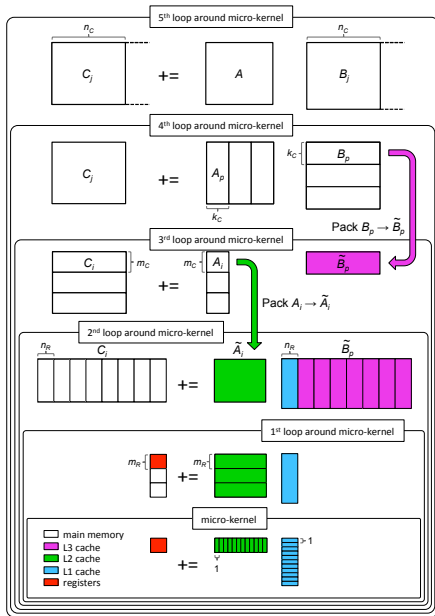 5th loop around micro-kernel
n_C n_C
C_j += A B_j
4th loop around micro-kernel
C_j += A_p k_C B_p
k_C
Pack B_p → B̃_p
3rd loop around micro-kernel
C_i m_C += m_C A_i B̃_p
Pack A_i → Ã_i
2nd loop around micro-kernel
n_R C_i Ã_i n_R B̃_p
+=
1st loop around micro-kernel
m_R += m_R
micro-kernel
main memory
L3 cache
L2 cache
L1 cache
registers
+=
1
1